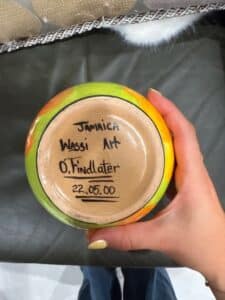 JAMAICA
WASSI Art
O. Findlater
22.05.00